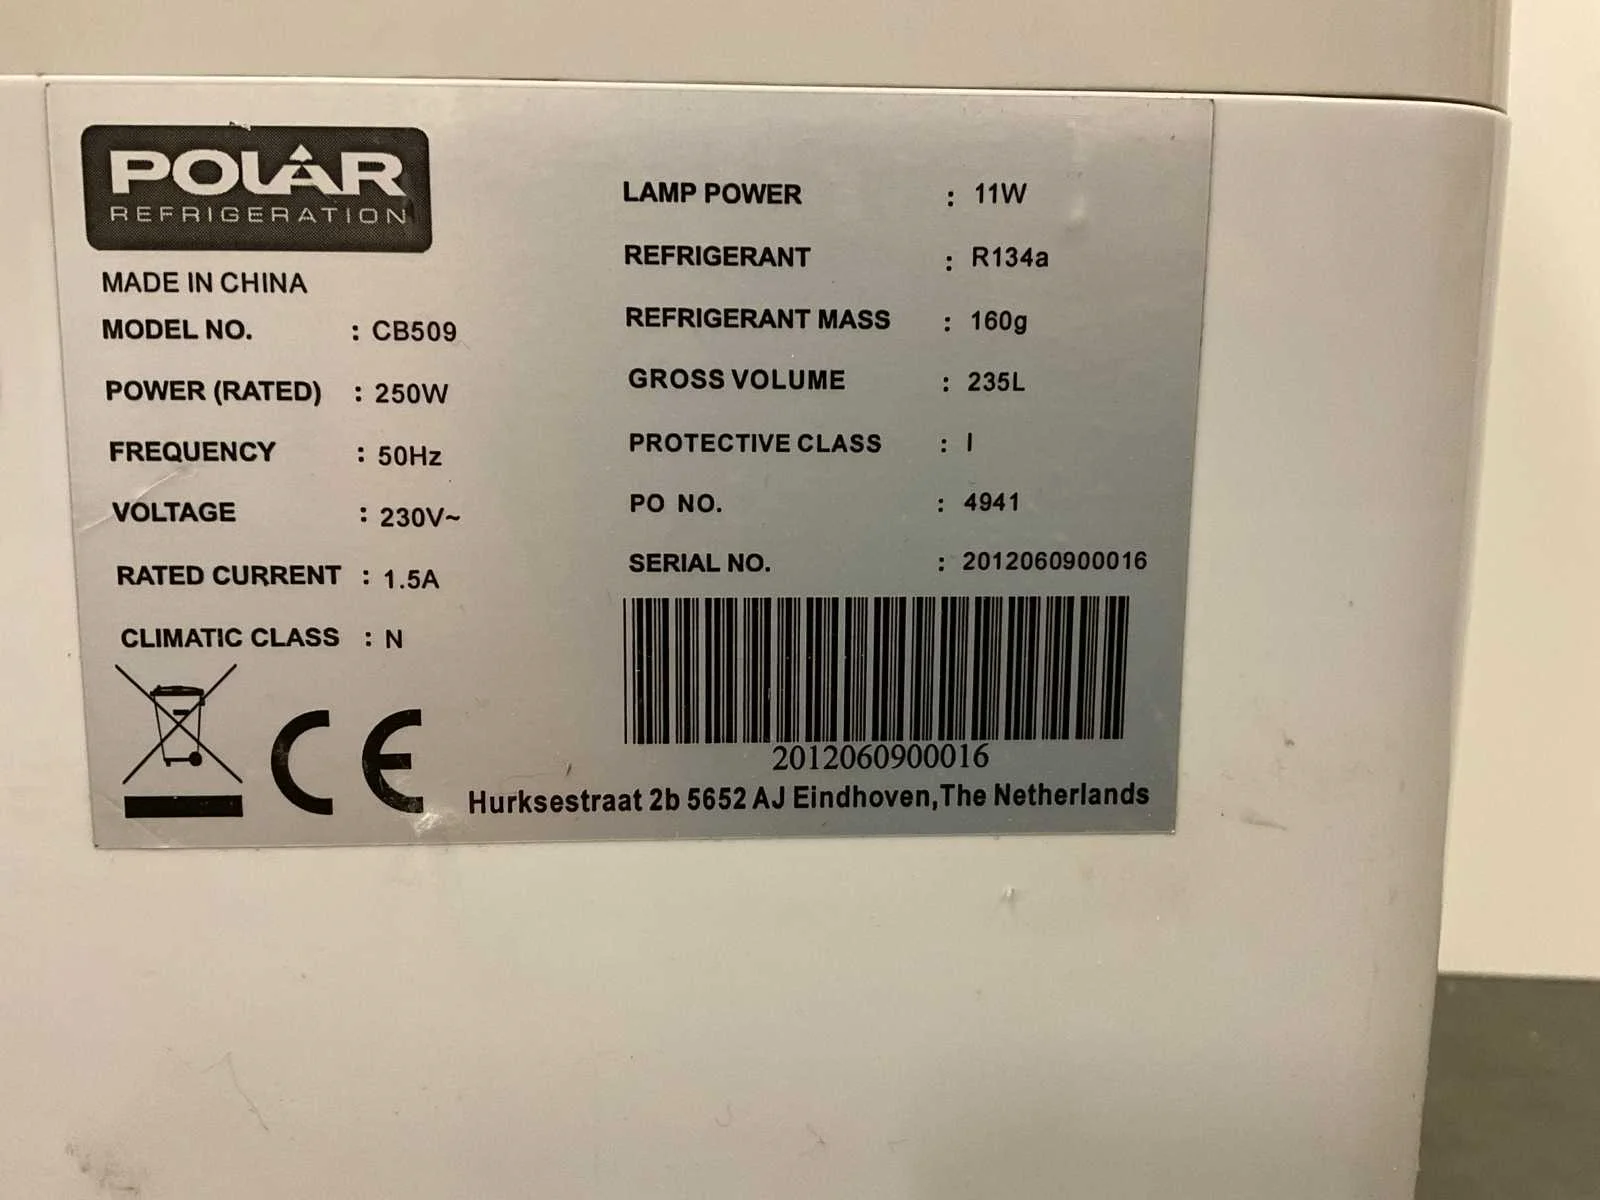 POLAR
REFRIGERATION
MADE IN CHINA
MODEL NO. : CB509
POWER (RATED) : 250W
FREQUENCY : 50Hz
VOLTAGE : 230V~
RATED CURRENT : 1.5A
CLIMATIC CLASS : N
CE
LAMP POWER : 11W
REFRIGERANT : R134a
REFRIGERANT MASS : 160g
GROSS VOLUME : 235L
PROTECTIVE CLASS : I
PO NO. : 4941
SERIAL NO. : 2012060900016
2012060900016
Hurksestraat 2b 5652 AJ Eindhoven,The Netherlands